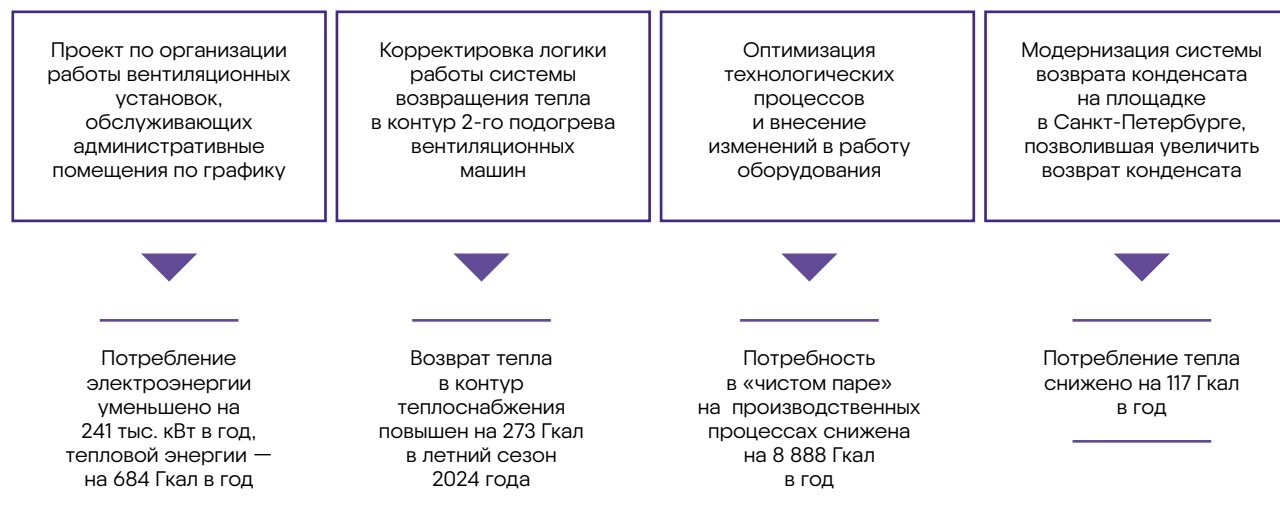 Проект по организации
работы вентиляционных
установок,
обслуживающих
административные
помещения по графику
Корректировка логики
работы системы
возвращения тепла
в контур 2-го подогрева
вентиляционных
машин
Оптимизация
технологических
процессов
и внесение
изменений в работу
оборудования
Модернизация системы
возврата конденсата
на площадке
в Санкт-Петербурге,
позволившая увеличить
возврат конденсата
Потребление
электроэнергии
уменьшено на
241 тыс. кВт в год,
тепловой энергии —
на 684 Гкал в год
Возврат тепла
в контур
теплоснабжения
повышен на 273 Гкал
в летний сезон
2024 года
Потребность
в «чистом паре»
на производственных
процессах снижена
на 8 888 Гкал
в год
Потребление тепла
снижено на 117 Гкал
в год